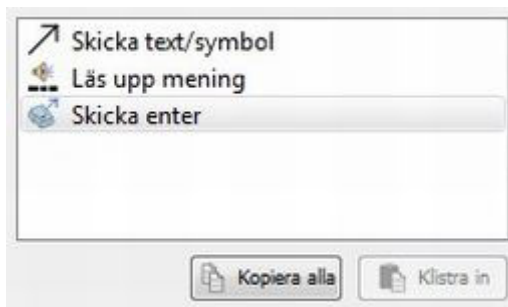 Skicka text/symbol
Läs upp mening
Skicka enter
Kopiera alla
Klistra in